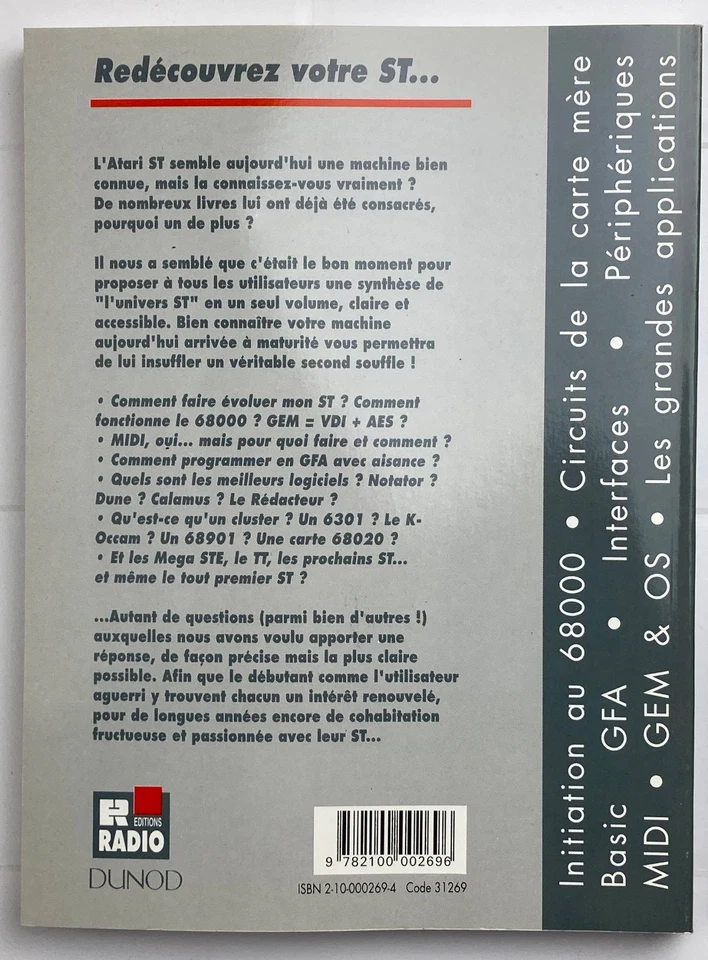 Redécouvrez votre ST...
L'Atari ST semble aujourd'hui une machine bien
connue, mais la connaissez-vous vraiment ?
De nombreux livres lui ont déjà été consacrés,
pourquoi un de plus ?
Il nous a semblé que c'était le bon moment pour
proposer à tous les utilisateurs une synthèse de
"l'univers ST" en un seul volume, claire et
accessible. Bien connaître votre machine
aujourd'hui arrivée à maturité vous permettra
de lui insuffler un véritable second souffle !
• Comment faire évoluer mon ST ? Comment
fonctionne le 68000 ? GEM = VDI + AES ?
• MIDI, oui... mais pour quoi faire et comment ?
• Comment programmer en GFA avec aisance ?
• Quels sont les meilleurs logiciels ? Notator ?
Dune ? Calamus ? Le Rédacteur ?
• Qu'est-ce qu'un cluster ? Un 6301 ? Le K-
Occam ? Un 68901 ? Une carte 68020 ?
• Et les Mega STE, le TT, les prochains ST...
et même le tout premier ST ?
...Autant de questions (parmi bien d'autres !)
auxquelles nous avons voulu apporter une
réponse, de façon précise mais la plus claire
possible. Afin que le débutant comme l'utilisateur
aguerri y trouvent chacun un intérêt renouvelé,
pour de longues années encore de cohabitation
fructueuse et passionnée avec leur ST...
ER
EDITIONS
RADIO
DUNOD
9 782100 002696
ISBN 2-10-000269-4 Code 31269
Initiation au 68000 • Circuits de la carte mère
Basic GFA • Interfaces • Périphériques
MIDI • GEM & OS • Les grandes applications